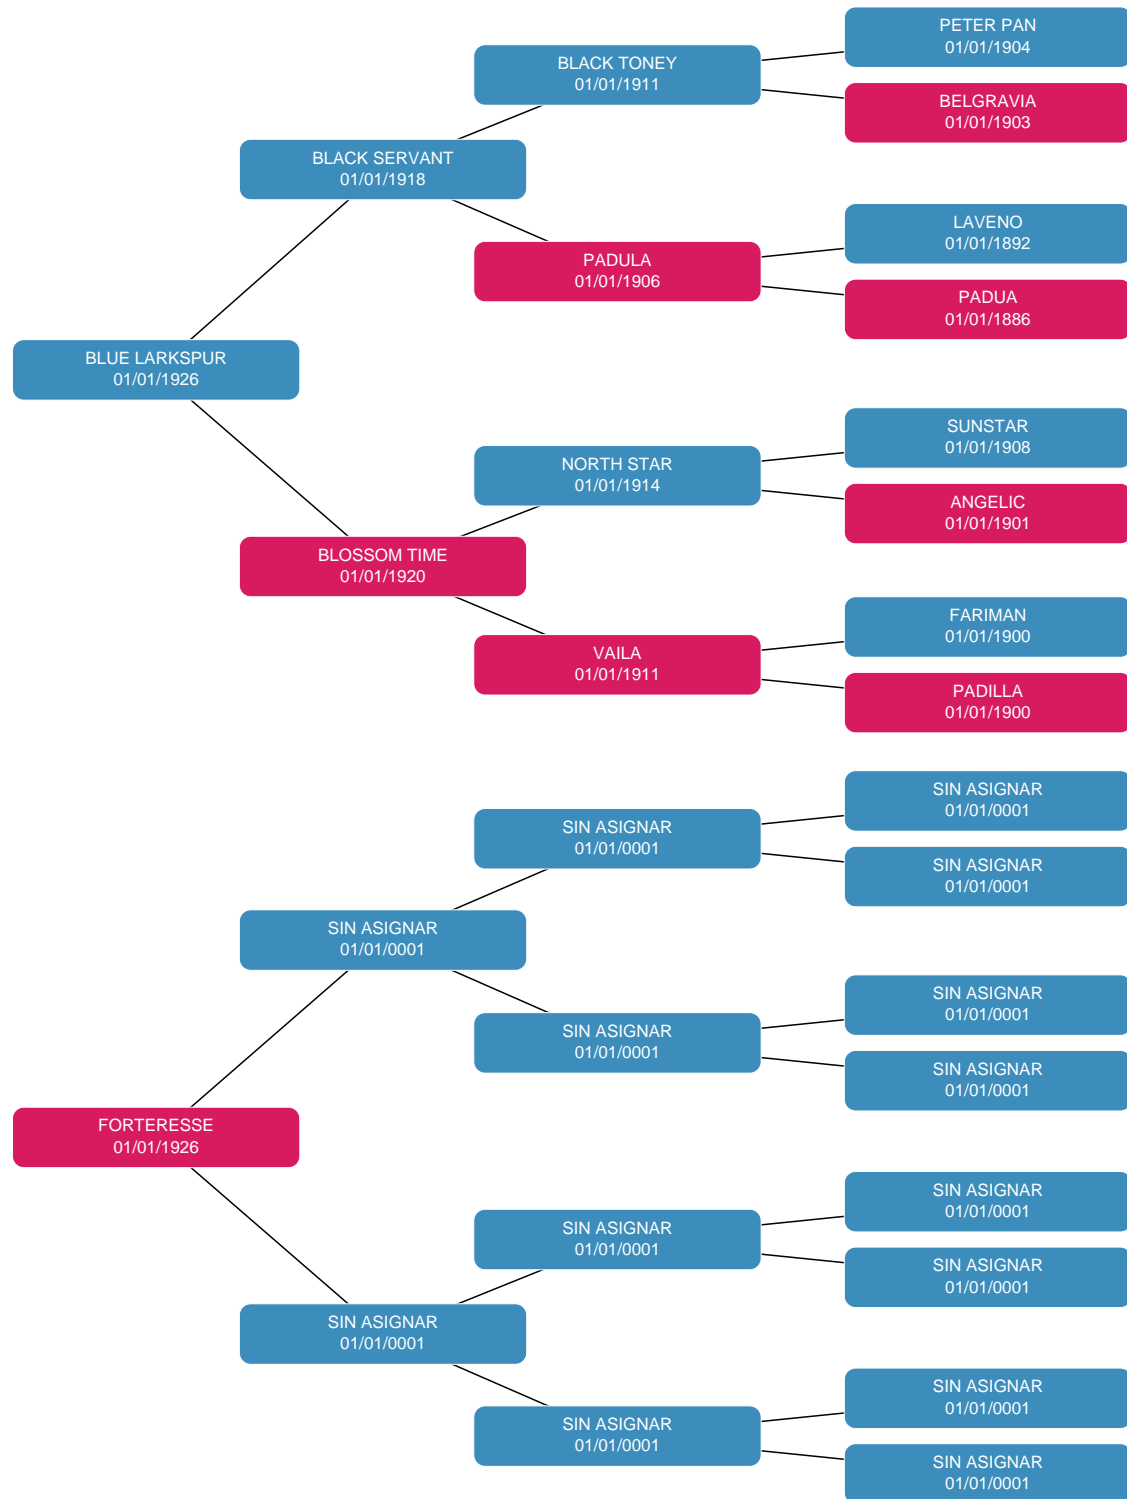 PETER PAN
01/01/1904
BLACK TONEY
01/01/1911
BELGRAVIA
01/01/1903
BLACK SERVANT
01/01/1918
LAVENO
01/01/1892
PADULA
01/01/1906
PADUA
01/01/1886
BLUE LARKSPUR
01/01/1926
SUNSTAR
01/01/1908
NORTH STAR
01/01/1914
ANGELIC
01/01/1901
BLOSSOM TIME
01/01/1920
FARIMAN
01/01/1900
VAILA
01/01/1911
PADILLA
01/01/1900
SIN ASIGNAR
01/01/0001
SIN ASIGNAR
01/01/0001
SIN ASIGNAR
01/01/0001
SIN ASIGNAR
01/01/0001
SIN ASIGNAR
01/01/0001
SIN ASIGNAR
01/01/0001
SIN ASIGNAR
01/01/0001
FORTERESSE
01/01/1926
SIN ASIGNAR
01/01/0001
SIN ASIGNAR
01/01/0001
SIN ASIGNAR
01/01/0001
SIN ASIGNAR
01/01/0001
SIN ASIGNAR
01/01/0001
SIN ASIGNAR
01/01/0001
SIN ASIGNAR
01/01/0001